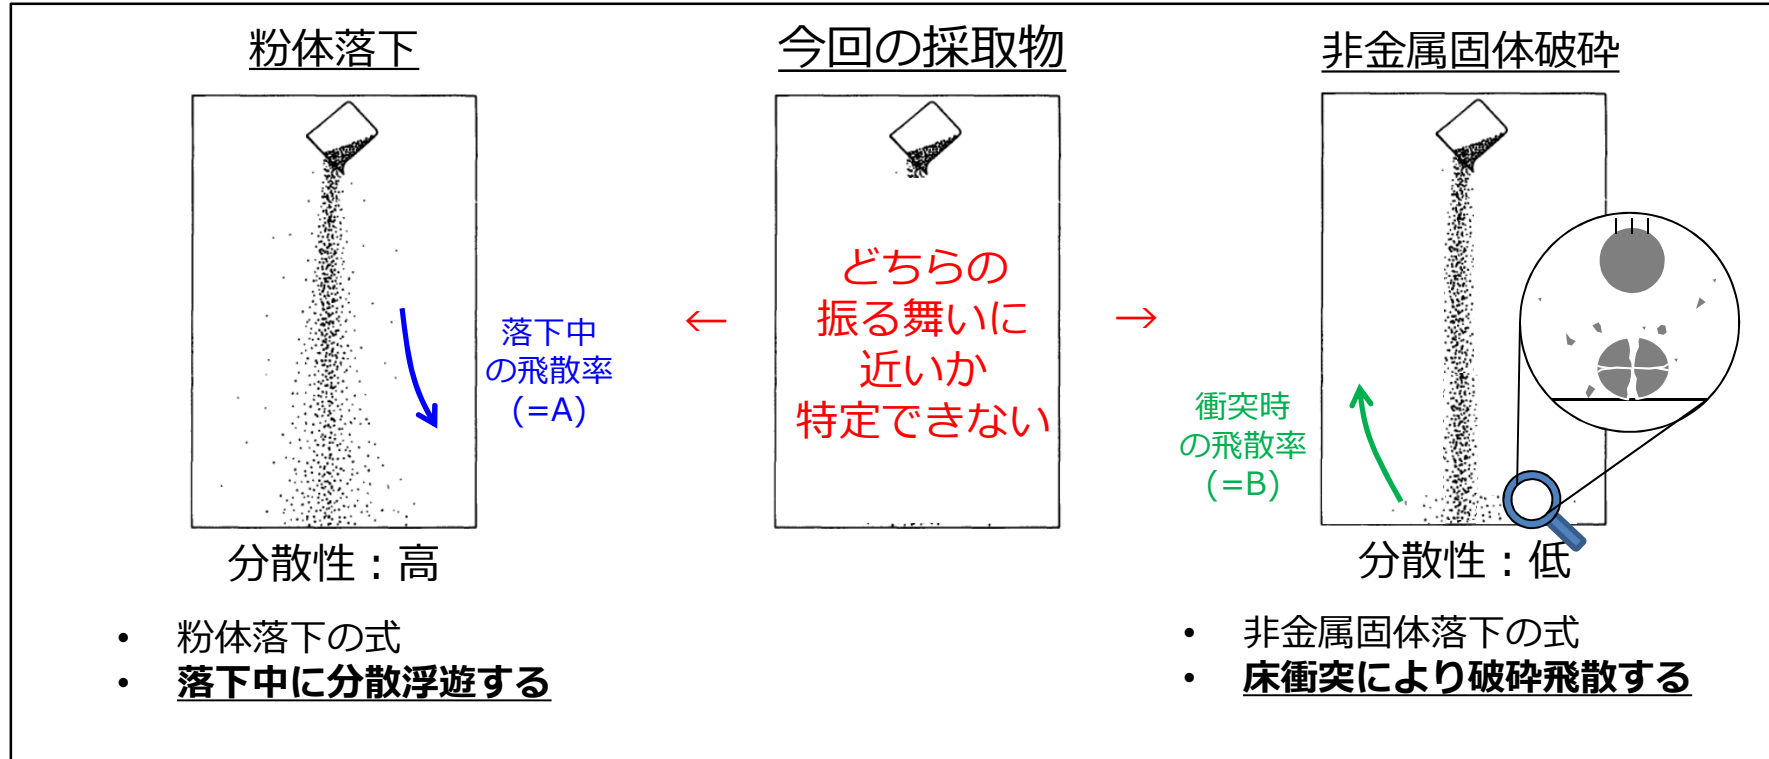 粉体落下
今回の採取物
非金属固体破砕
落下中
の飛散率
(=A)
←
どちらの
振る舞いに
近いか
特定できない
→
衝突時
の飛散率
(=B)
分散性：高
分散性：低
• 粉体落下の式
• 落下中に分散浮遊する
• 非金属固体落下の式
• 床衝突により破砕飛散する